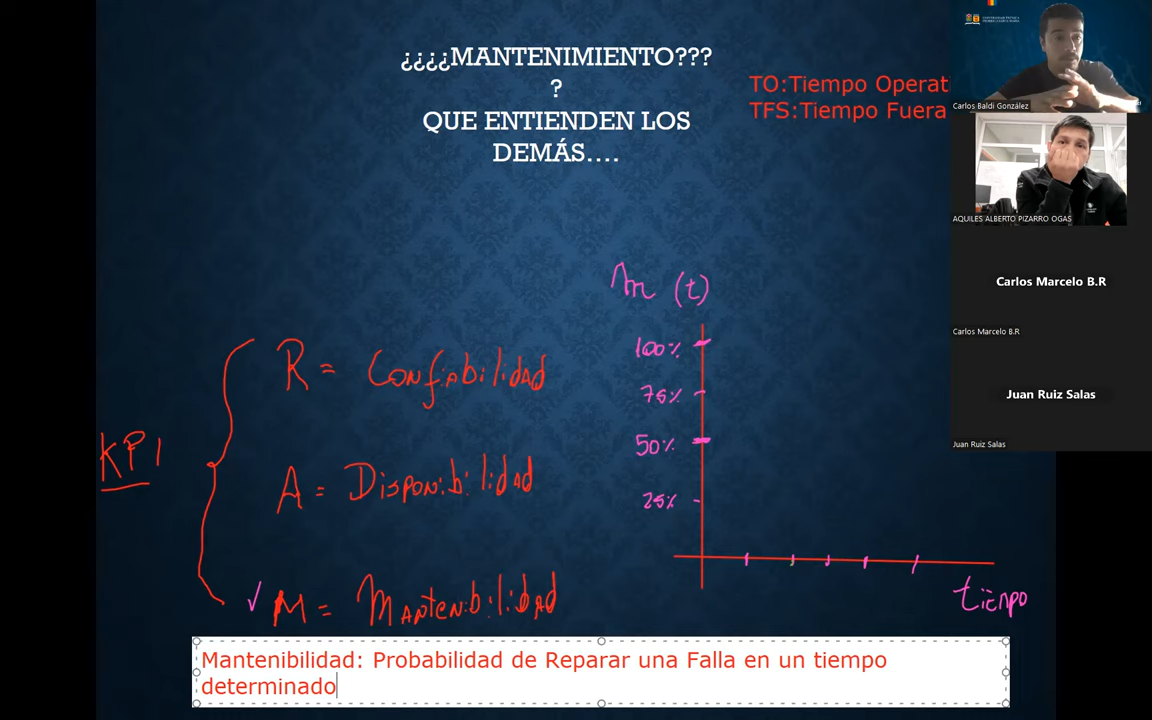 ¿¿¿¿MANTENIMIENTO???
?
QUE ENTIENDEN LOS
DEMÁS....
TO:Tiempo Operat
TFS:Tiempo Fuera
Carlos Baldi González
AQUILES ALBERTO PIZARRO OGAS
Carlos Marcelo B.R
Carlos Marcelo B.R
Juan Ruiz Salas
Juan Ruiz Salas
m (t)
100%
75%
50%
25%
tiempo
KPI
R = Confiabilidad
A = Disponibilidad
✓ M = Mantenibilidad
Mantenibilidad: Probabilidad de Reparar una Falla en un tiempo
determinado